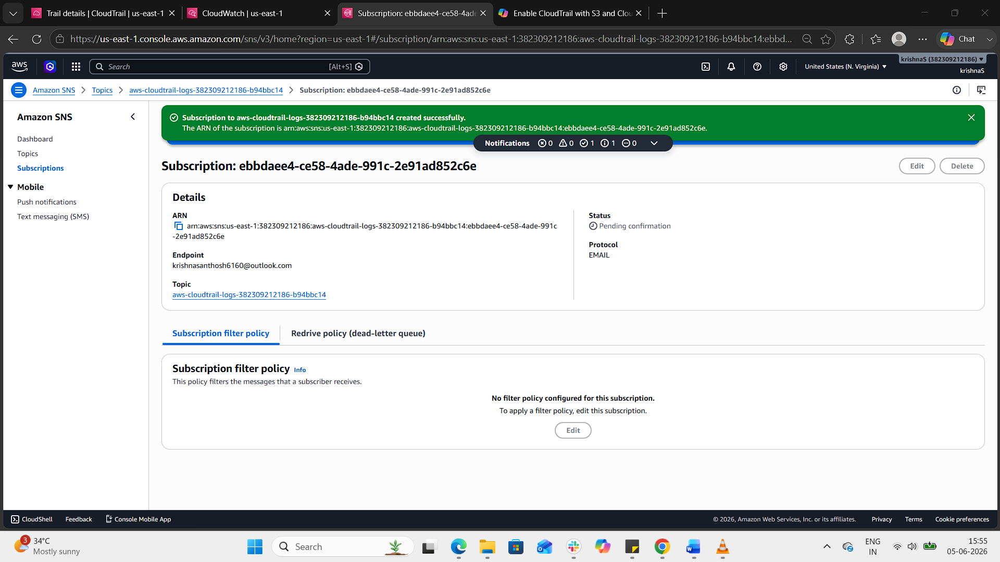 Trail details | CloudTrail | us-east-1
CloudWatch | us-east-1
Subscription: ebbdaee4-ce58-4ade
Enable CloudTrail with S3 and Clou
https://us-east-1.console.aws.amazon.com/sns/v3/home?region=us-east-1#/subscription/arn:aws:sns:us-east-1:382309212186:aws-cloudtrail-logs-382309212186-b94bbc14:ebbd...
Chat
aws
Search
[Alt+S]
United States (N. Virginia)
krishnaS (382309212186)
krishnaS
Amazon SNS
Topics
aws-cloudtrail-logs-382309212186-b94bbc14
Subscription: ebbdaee4-ce58-4ade-991c-2e91ad852c6e
Amazon SNS
Dashboard
Topics
Subscriptions
Mobile
Push notifications
Text messaging (SMS)
Subscription to aws-cloudtrail-logs-382309212186-b94bbc14 created successfully.
The ARN of the subscription is arn:aws:sns:us-east-1:382309212186:aws-cloudtrail-logs-382309212186-b94bbc14:ebbdaee4-ce58-4ade-991c-2e91ad852c6e.
Notifications 0 0 1 1 0
Subscription: ebbdaee4-ce58-4ade-991c-2e91ad852c6e
Edit
Delete
Details
ARN
arn:aws:sns:us-east-1:382309212186:aws-cloudtrail-logs-382309212186-b94bbc14:ebbdaee4-ce58-4ade-991c
-2e91ad852c6e
Endpoint
krishnasanthosh6160@outlook.com
Topic
aws-cloudtrail-logs-382309212186-b94bbc14
Status
Pending confirmation
Protocol
EMAIL
Subscription filter policy
Redrive policy (dead-letter queue)
Subscription filter policy Info
This policy filters the messages that a subscriber receives.
No filter policy configured for this subscription.
To apply a filter policy, edit this subscription.
Edit
CloudShell
Feedback
Console Mobile App
© 2026, Amazon Web Services, Inc. or its affiliates.
Privacy
Terms
Cookie preferences
3
34°C
Mostly sunny
Search
ENG
IN
15:55
05-06-2026